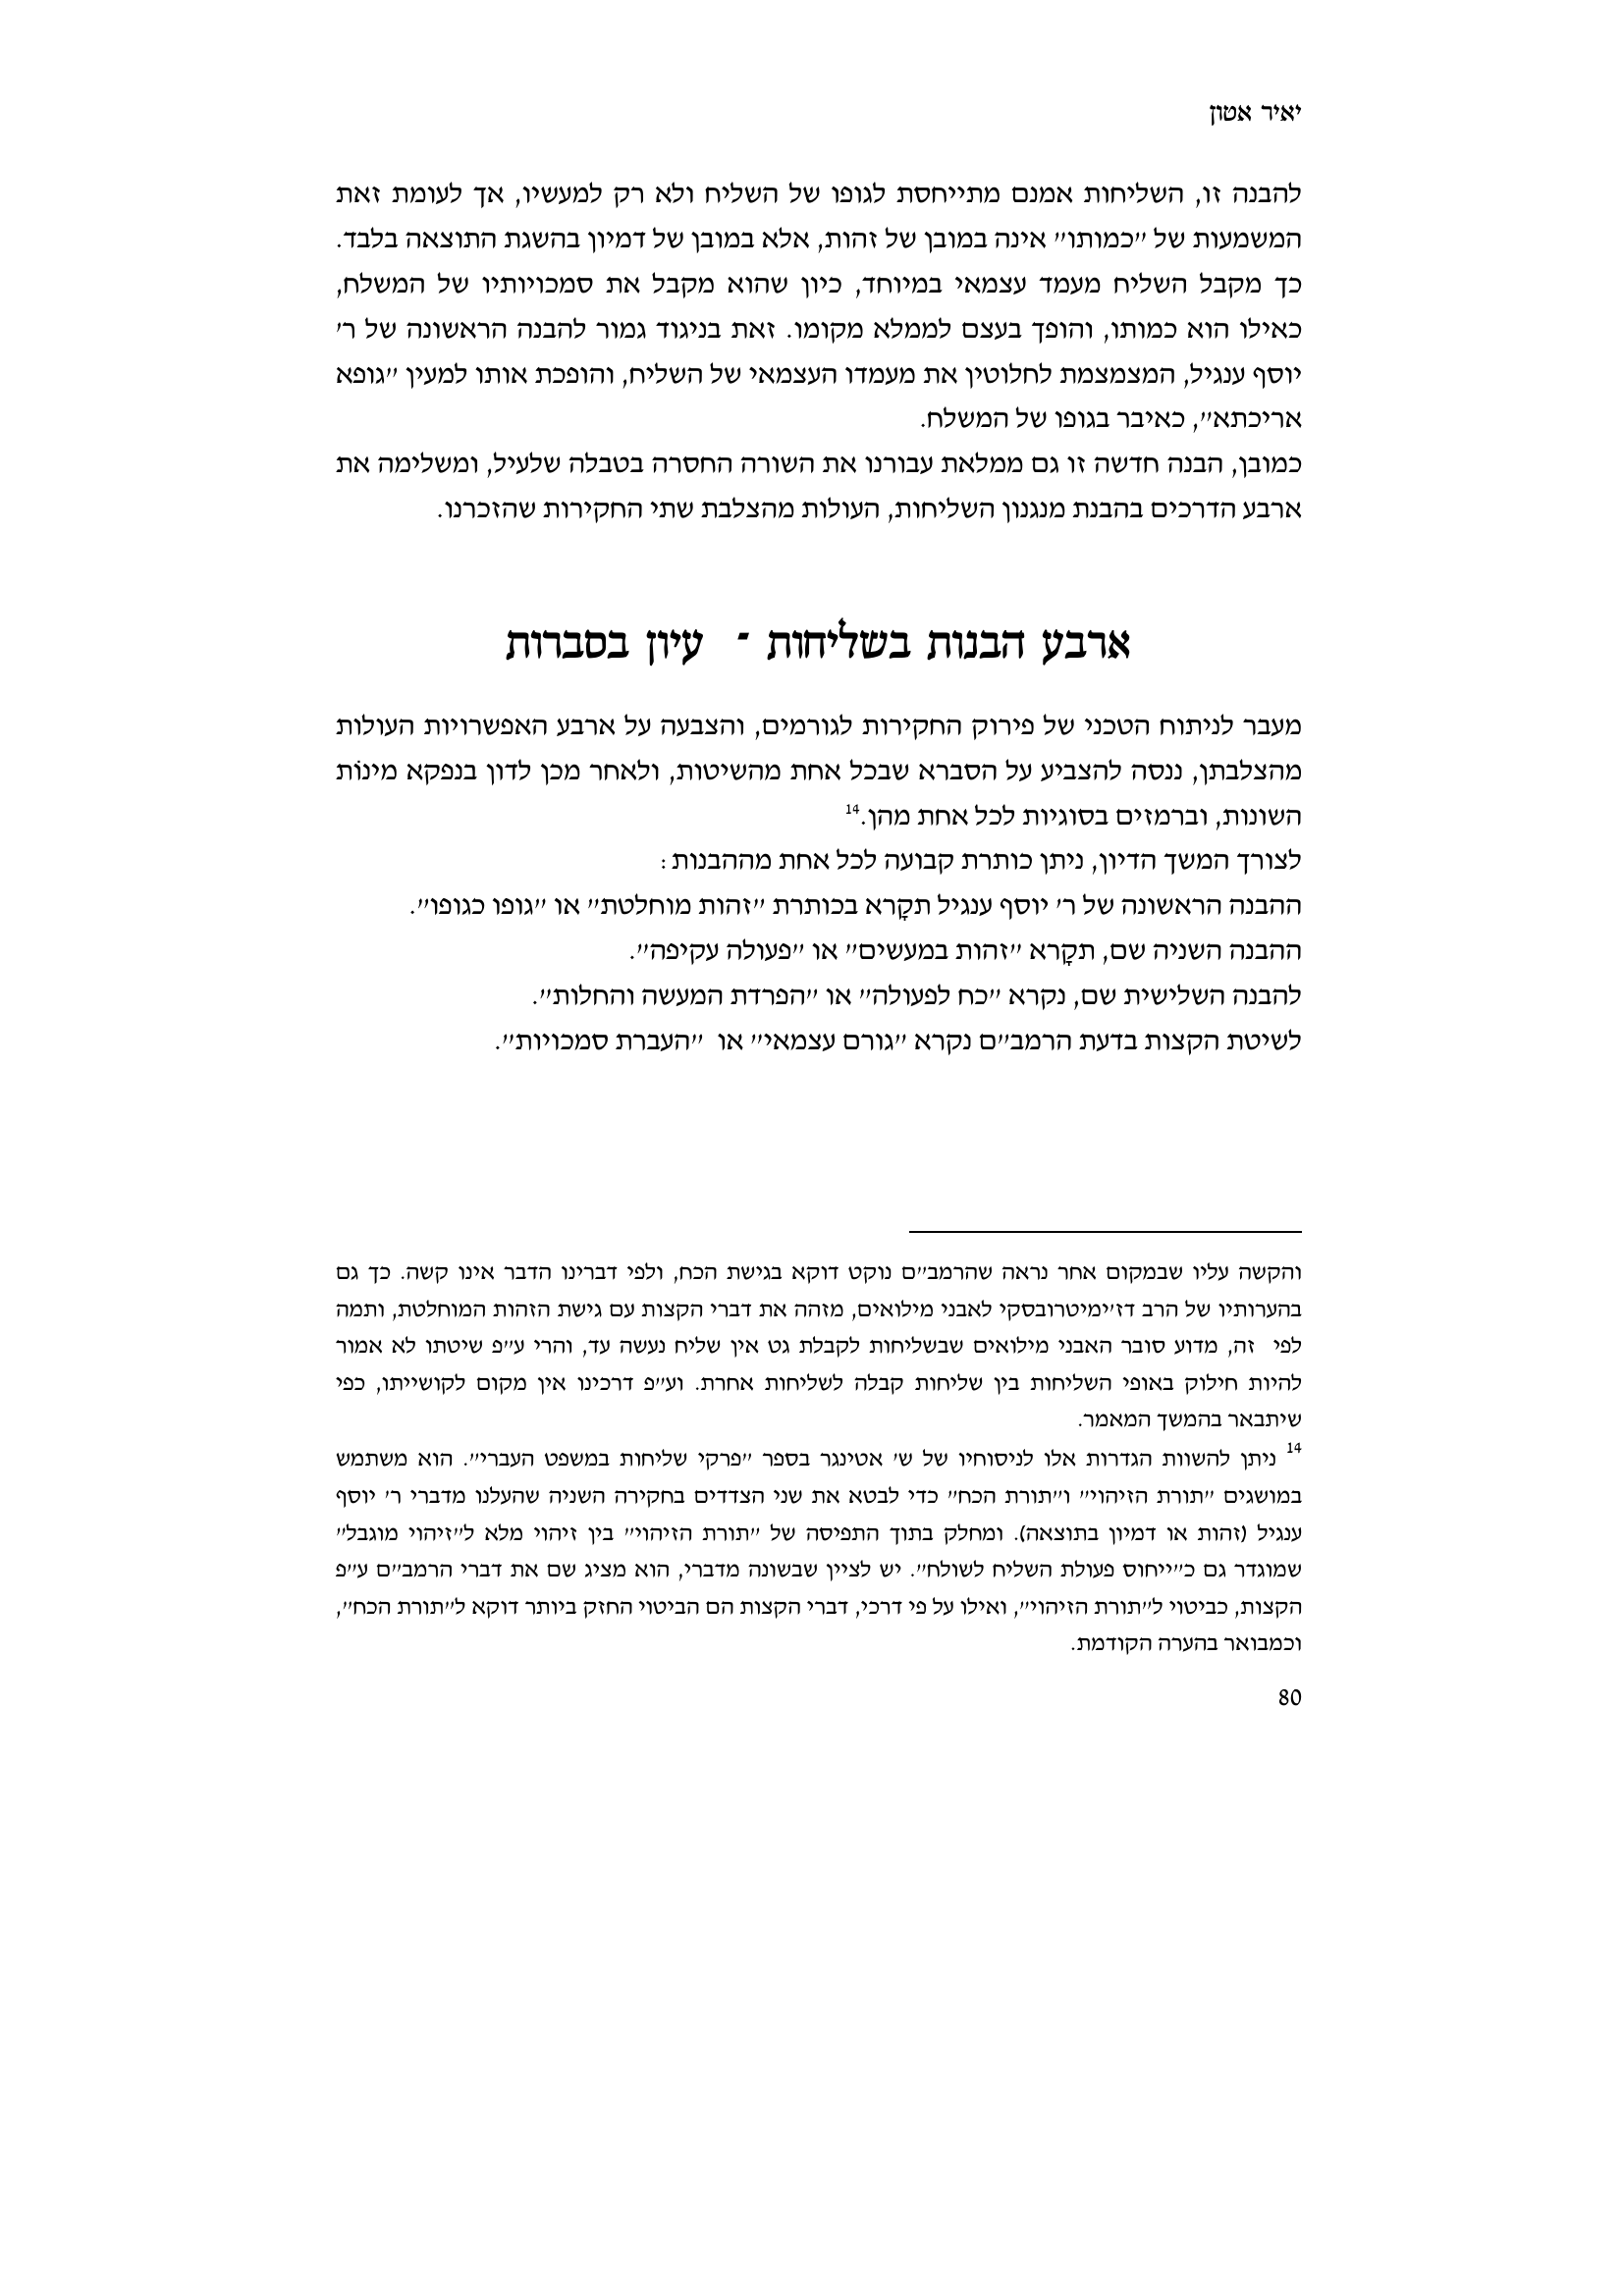 יאיר אטון
להבנה זו, השליחות אמנם מתייחסת לגופו של השליח ולא רק למעשיו, אך לעומת זאת
המשמעות של ״כמותו״ אינה במובן של זהות, אלא במובן של דמיון בהשגת התוצאה בלבד.
כך מקבל השליח מעמד עצמאי במיוחד, כיון שהוא מקבל את סמכויותיו של המשלח,
כאילו הוא כמותו, והופך בעצם לממלא מקומו. זאת בניגוד גמור להבנה הראשונה של ר׳
יוסף ענגיל, המצמצמת לחלוטין את מעמדו העצמאי של השליח, והופכת אותו למעין ״גופא
אריכתא״, כאיבר בגופו של המשלח.
כמובן, הבנה חדשה זו גם ממלאת עבורנו את השורה החסרה בטבלה שלעיל, ומשלימה את
ארבע הדרכים בהבנת מנגנון השליחות, העולות מהצלבת שתי החקירות שהזכרנו.
ארבע הבנות בשליחות - עיון בסברות
מעבר לניתוח הטכני של פירוק החקירות לגורמים, והצבעה על ארבע האפשרויות העולות
מהצלבתן, ננסה להצביע על הסברא שבכל אחת מהשיטות, ולאחר מכן לדון בנפקא מינוֹת
השונות, וברמזים בסוגיות לכל אחת מהן.14
לצורך המשך הדיון, ניתן כותרת קבועה לכל אחת מההבנות:
ההבנה הראשונה של ר׳ יוסף ענגיל תקָרא בכותרת ״זהות מוחלטת״ או ״גופו כגופו״.
ההבנה השניה שם, תקָרא ״זהות במעשים״ או ״פעולה עקיפה״.
להבנה השלישית שם, נקרא ״כח לפעולה״ או ״הפרדת המעשה והחלות״.
לשיטת הקצות בדעת הרמב״ם נקרא ״גורם עצמאי״ או ״העברת סמכויות״.
והקשה עליו שבמקום אחר נראה שהרמב״ם נוקט דוקא בגישת הכח, ולפי דברינו הדבר אינו קשה. כך גם
בהערותיו של הרב דז׳ימיטרובסקי לאבני מילואים, מזהה את דברי הקצות עם גישת הזהות המוחלטת, ותמה
לפי זה, מדוע סובר האבני מילואים שבשליחות לקבלת גט אין שליח נעשה עד, והרי ע״פ שיטתו לא אמור
להיות חילוק באופי השליחות בין שליחות קבלה לשליחות אחרת. וע״פ דרכינו אין מקום לקושייתו, כפי
שיתבאר בהמשך המאמר.
14 ניתן להשוות הגדרות אלו לניסוחיו של ש׳ אטינגר בספר ״פרקי שליחות במשפט העברי״. הוא משתמש
במושגים ״תורת הזיהוי״ ו״תורת הכח״ כדי לבטא את שני הצדדים בחקירה השניה שהעלנו מדברי ר׳ יוסף
ענגיל (זהות או דמיון בתוצאה). ומחלק בתוך התפיסה של ״תורת הזיהוי״ בין זיהוי מלא ל״זיהוי מוגבל״
שמוגדר גם כ״ייחוס פעולת השליח לשולח״. יש לציין שבשונה מדברי, הוא מציג שם את דברי הרמב״ם ע״פ
הקצות, כביטוי ל״תורת הזיהוי״, ואילו על פי דרכי, דברי הקצות הם הביטוי החזק ביותר דוקא ל״תורת הכח״,
וכמבואר בהערה הקודמת.
80